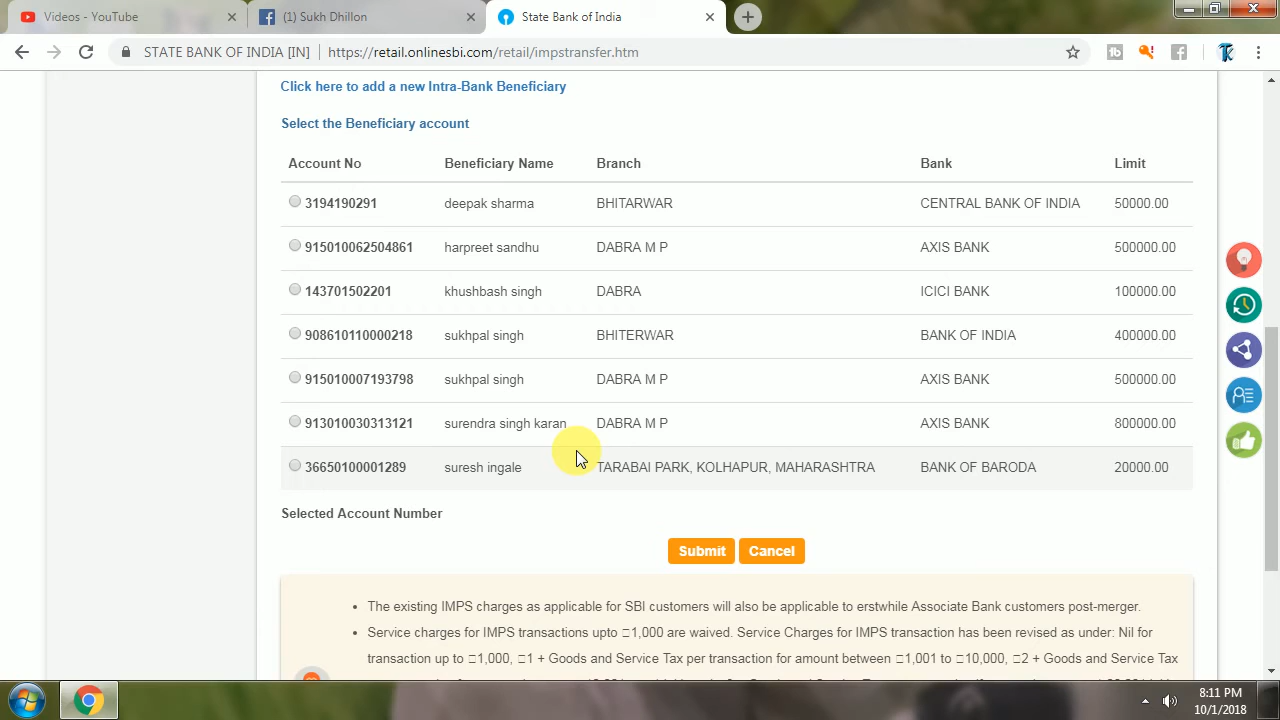 Videos - YouTube
(1) Sukh Dhillon
State Bank of India
STATE BANK OF INDIA [IN]
https://retail.onlinesbi.com/retail/impstransfer.htm
Click here to add a new Intra-Bank Beneficiary
Select the Beneficiary account
Account No Beneficiary Name Branch Bank Limit
3194190291 deepak sharma BHITARWAR CENTRAL BANK OF INDIA 50000.00
915010062504861 harpreet sandhu DABRA M P AXIS BANK 500000.00
143701502201 khushbash singh DABRA ICICI BANK 100000.00
908610110000218 sukhpal singh BHITERWAR BANK OF INDIA 400000.00
915010007193798 sukhpal singh DABRA M P AXIS BANK 500000.00
913010030313121 surendra singh karan DABRA M P AXIS BANK 800000.00
36650100001289 suresh ingale TARABAI PARK, KOLHAPUR, MAHARASHTRA BANK OF BARODA 20000.00
Selected Account Number
Submit Cancel
• The existing IMPS charges as applicable for SBI customers will also be applicable to erstwhile Associate Bank customers post-merger.
• Service charges for IMPS transactions upto □1,000 are waived. Service Charges for IMPS transaction has been revised as under: Nil for
transaction up to □1,000, □1 + Goods and Service Tax per transaction for amount between □1,001 to □10,000, □2 + Goods and Service Tax
8:11 PM
10/1/2018